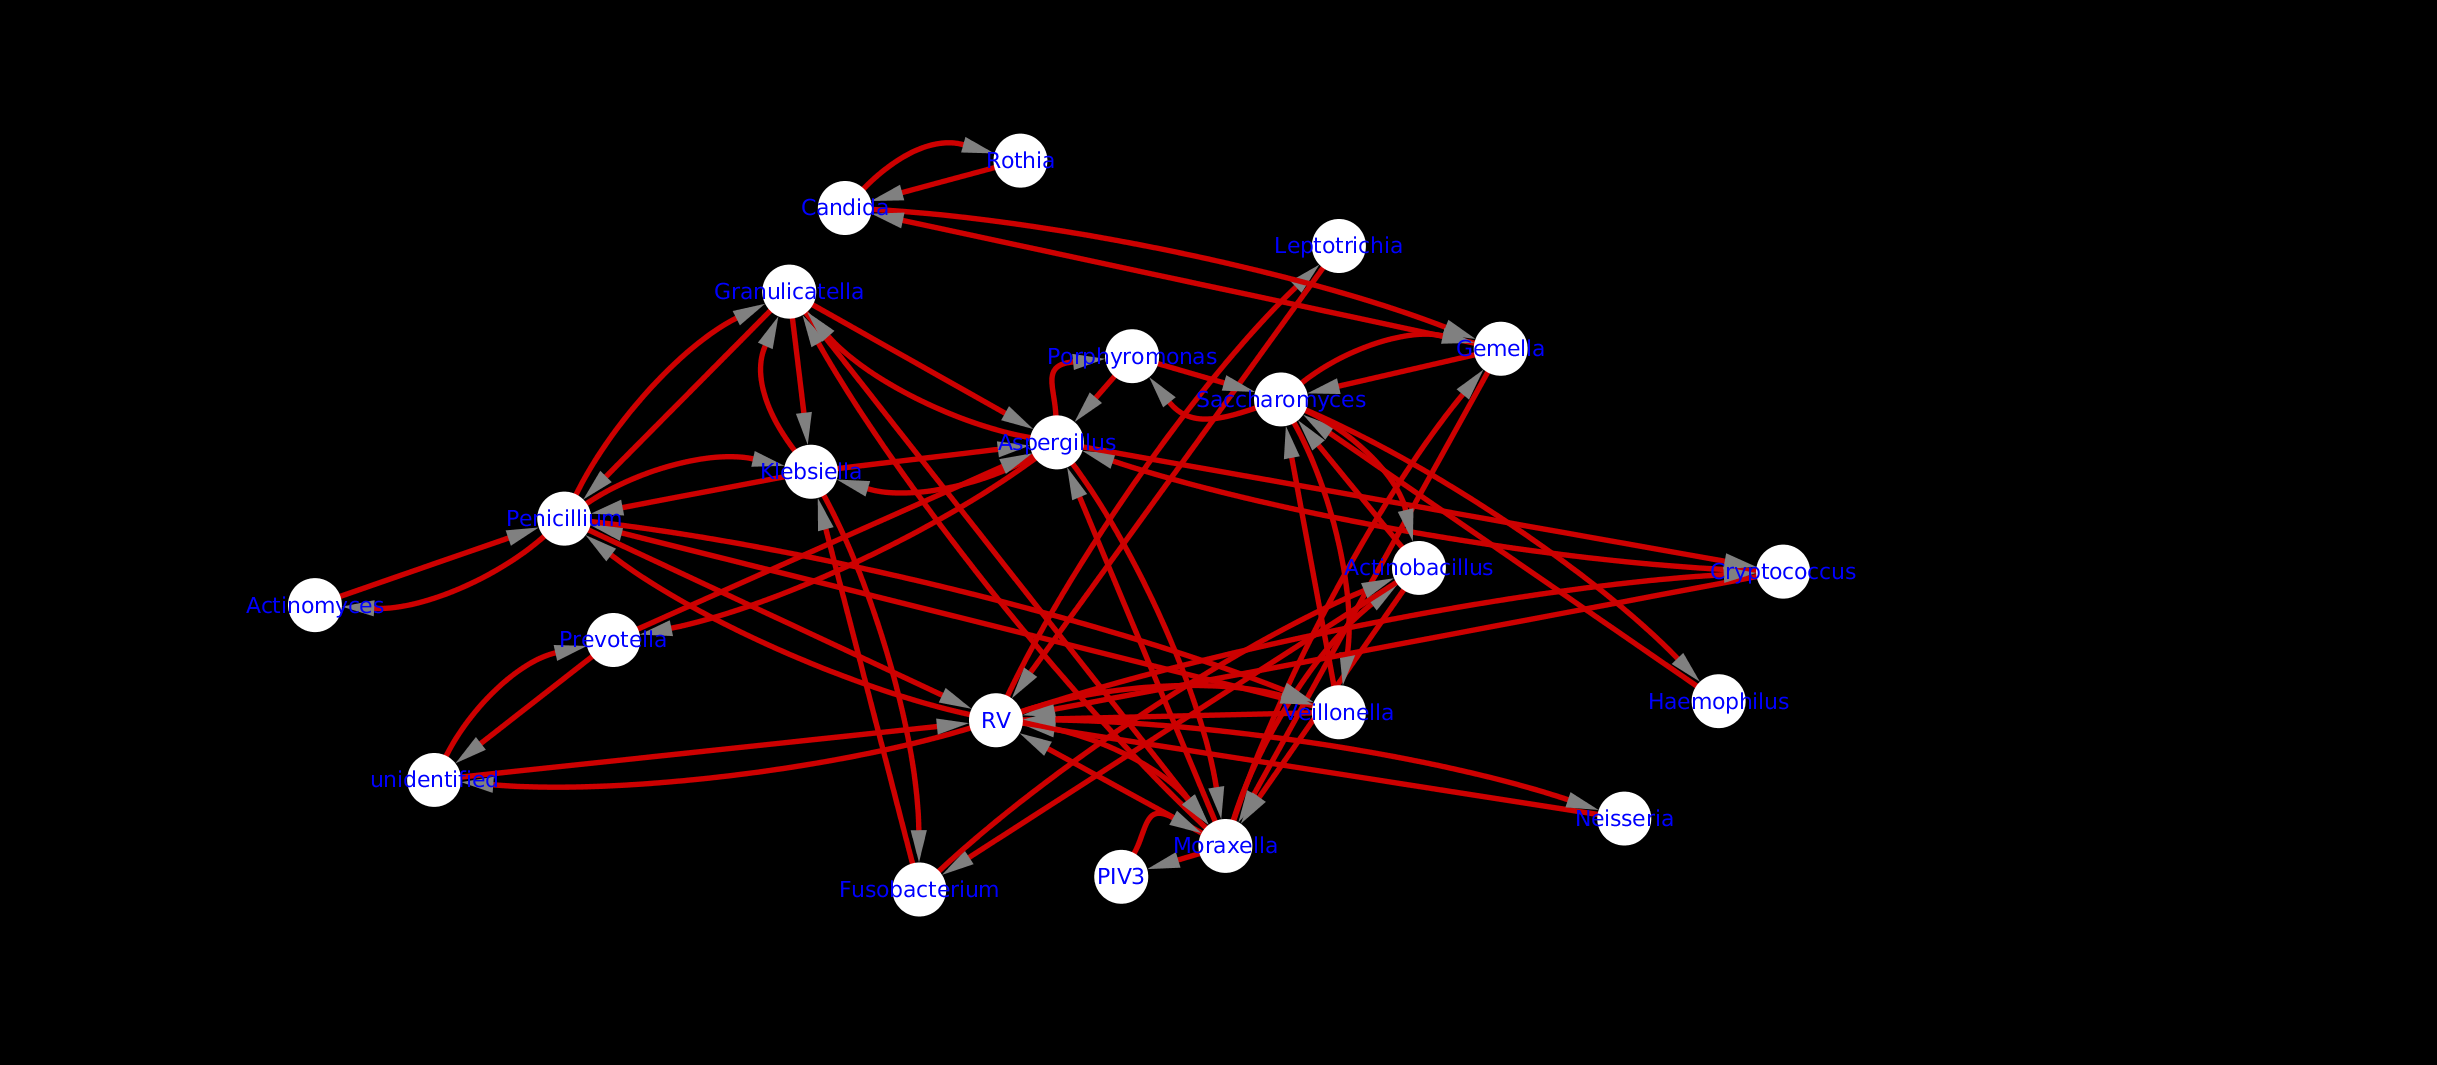 Rothia
Candida
Leptotrichia
Granulicatella
Gemella
Porphyromonas
Saccharomyces
Aspergillus
Klebsiella
Penicillium
Actinobacillus
Cryptococcus
Actinomyces
Prevotella
Haemophilus
Veillonella
RV
unidentified
Neisseria
Moraxella
PIV3
Fusobacterium